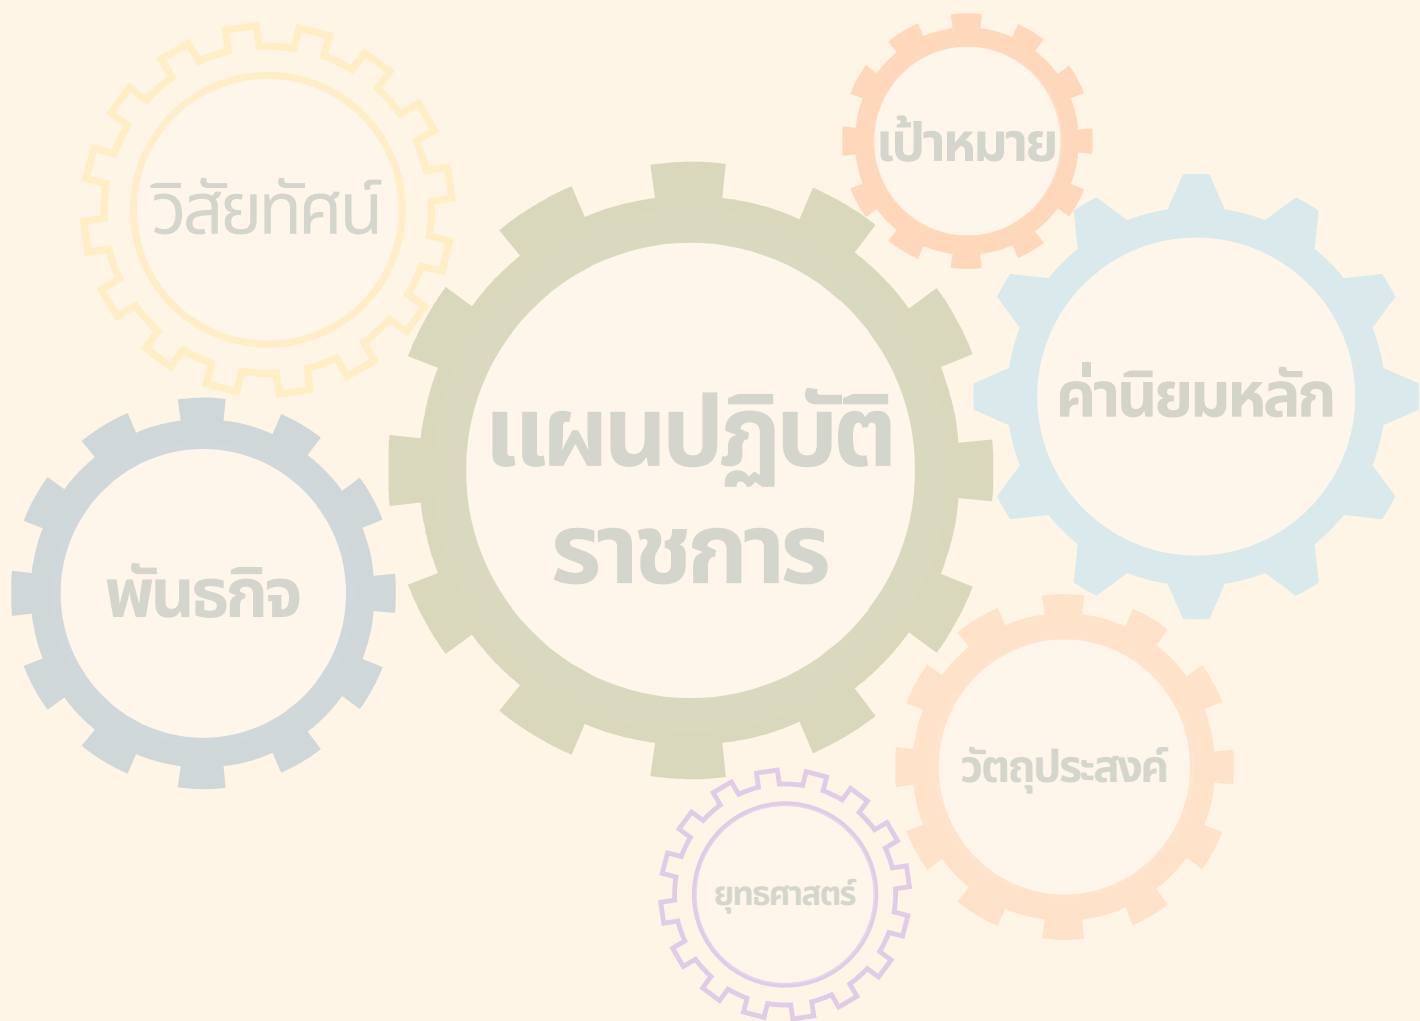 เป้าหมาย
วิสัยทัศน์
ค่านิยมหลัก
แผนปฏิบัติ
ราชการ
พันธกิจ
วัตถุประสงค์
ยุทธศาสตร์